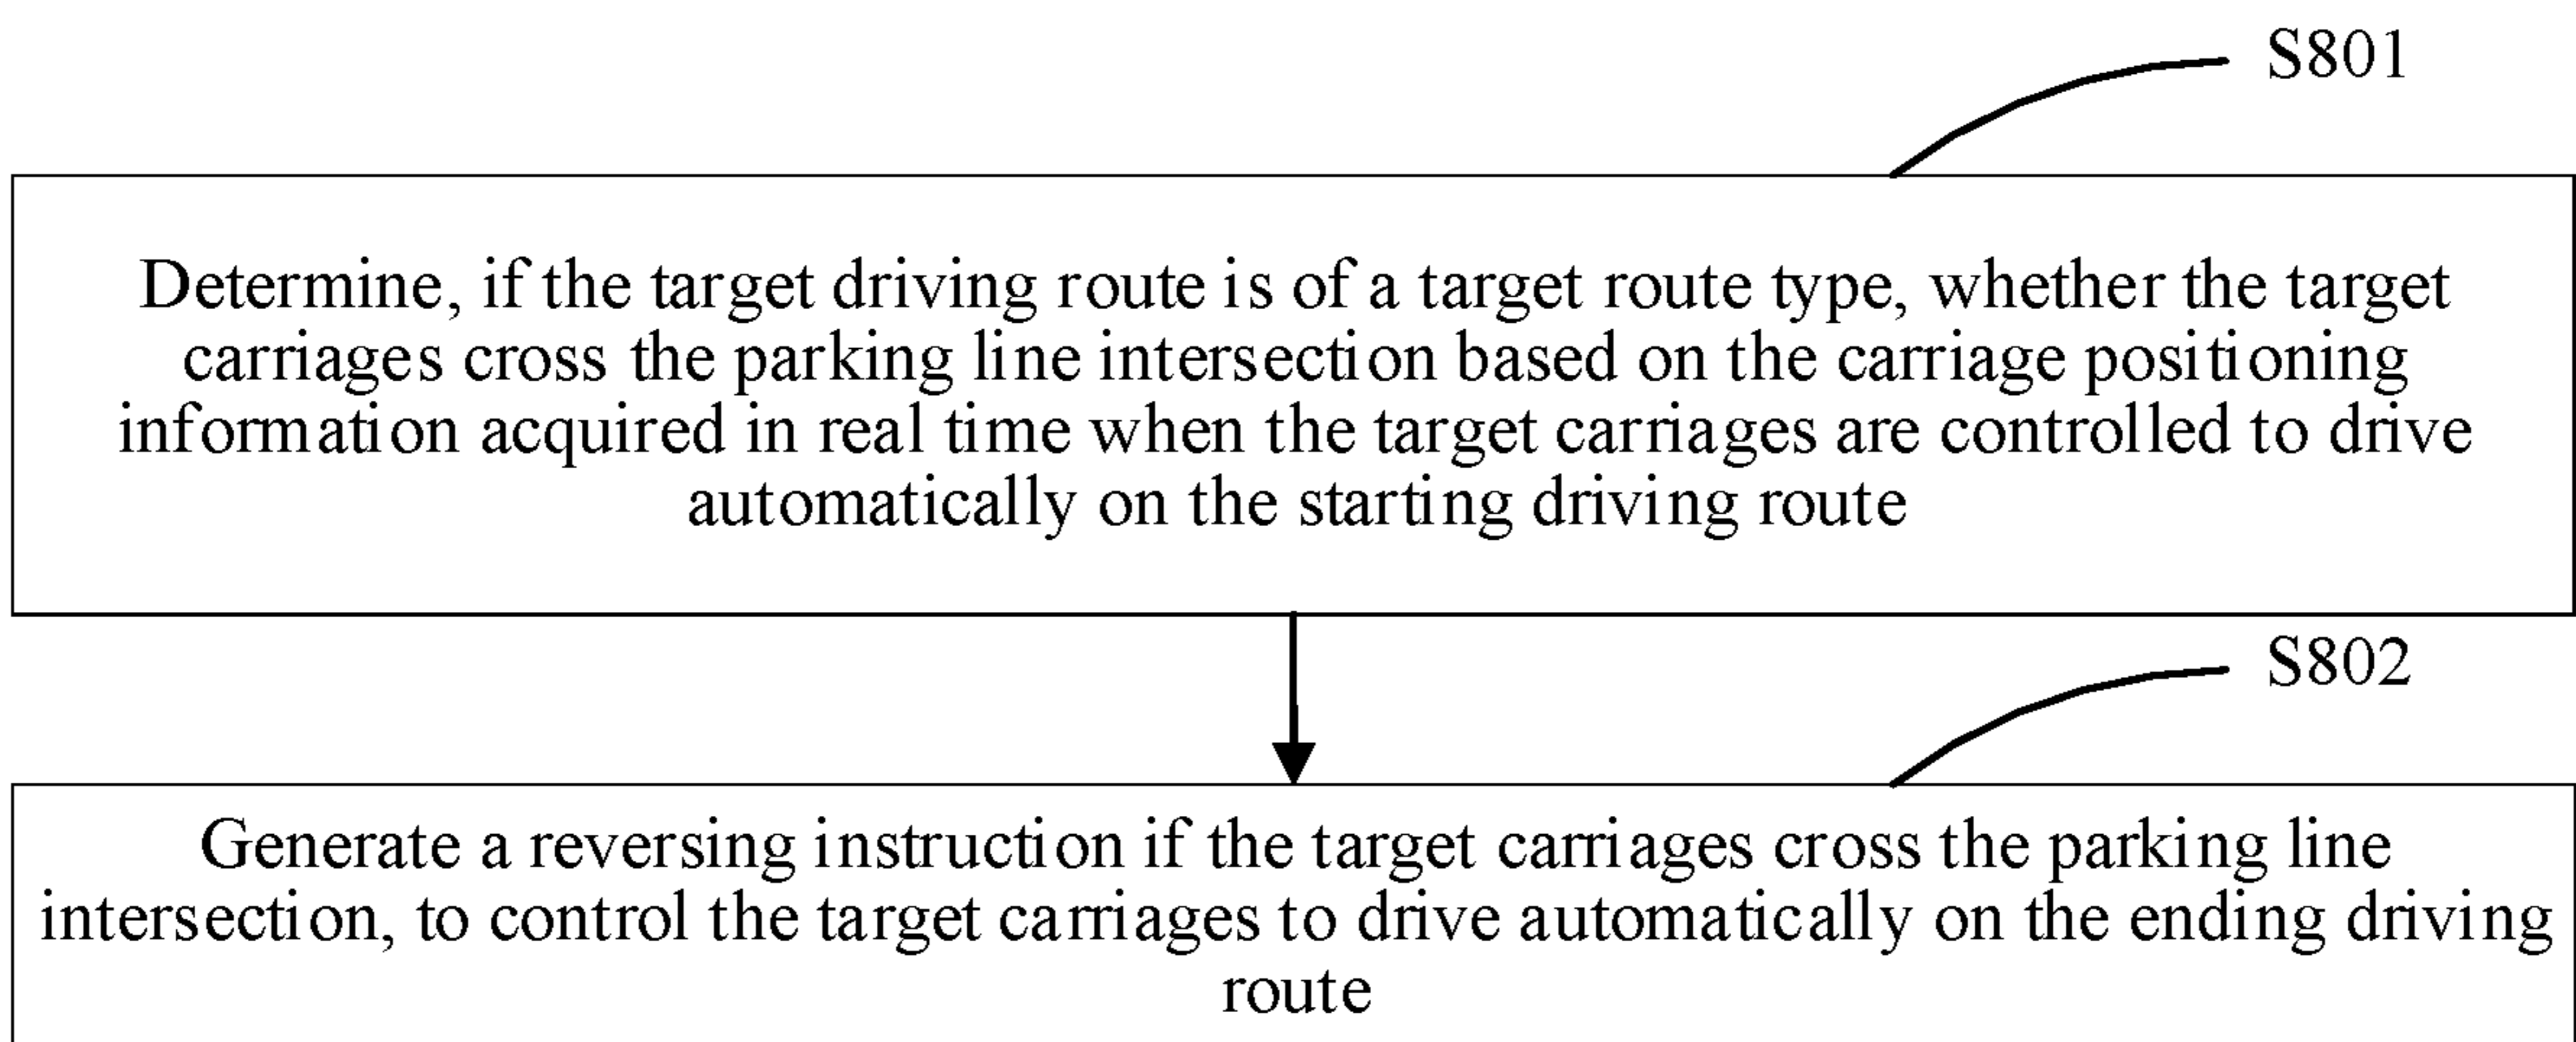 S801
Determine, if the target driving route is of a target route type, whether the target
carriages cross the parking line intersection based on the carriage positioning
information acquired in real time when the target carriages are controlled to drive
automatically on the starting driving route
S802
Generate a reversing instruction if the target carriages cross the parking line
intersection, to control the target carriages to drive automatically on the ending driving
route